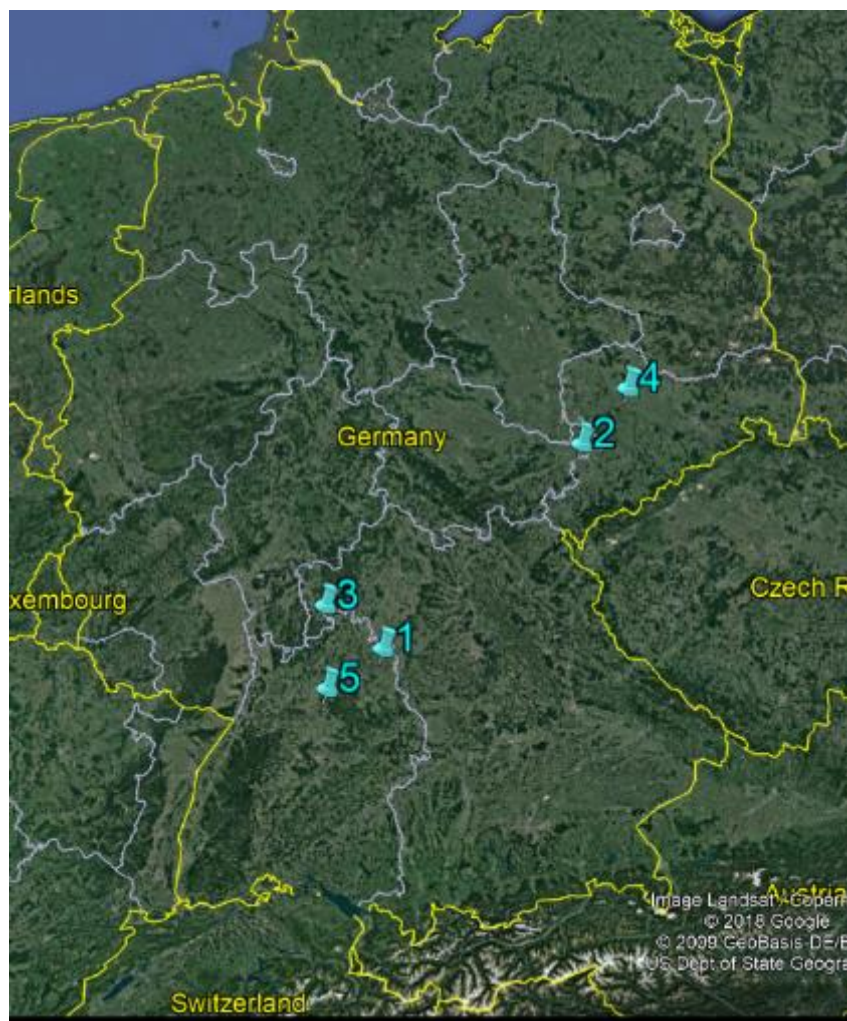 rlands
4
2
Germany
xembourg
3
Czech R
1
5
Austria
Image Landsat / Copern
© 2018 Google
© 2009 GeoBasis-DE/B
US Dept of State Geogra
Switzerland